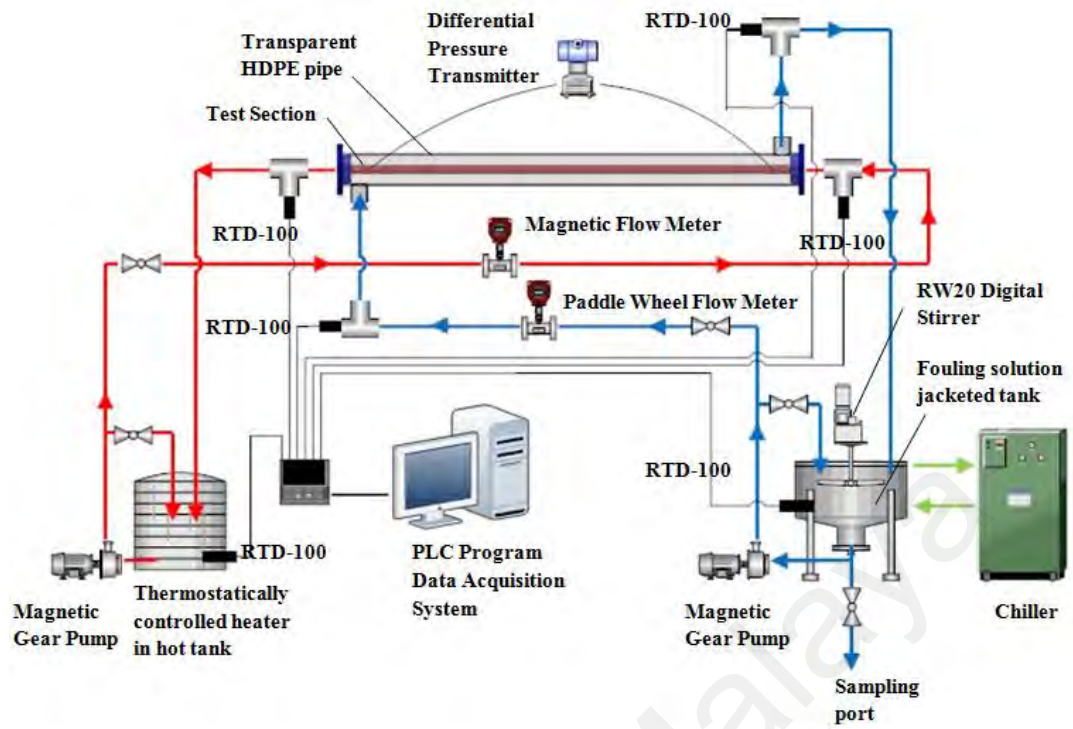 RTD-100
Differential
Pressure
Transmitter
Transparent
HDPE pipe
Test Section
RTD-100
Magnetic Flow Meter
RTD-100
Paddle Wheel Flow Meter
RW20 Digital
Stirrer
RTD-100
Fouling solution
jacketed tank
RTD-100
RTD-100
PLC Program
Data Acquisition
System
Thermostatically
controlled heater
in hot tank
Magnetic
Gear Pump
Magnetic
Gear Pump
Chiller
Sampling
port
Malaya